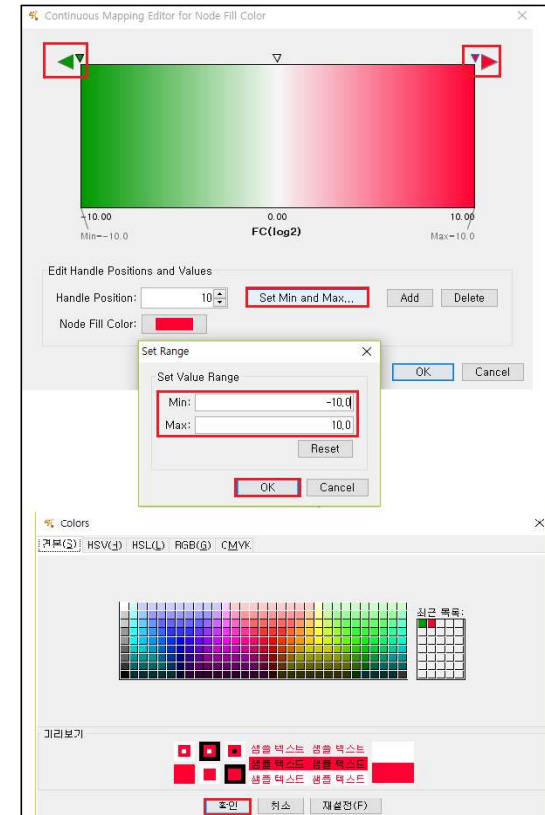 Continuous Mapping Editor for Node Fill Color
-10.00 0.00 10.00
Min=-10.0 FC(log2) Max=10.0
Edit Handle Positions and Values
Handle Position: 10 Set Min and Max... Add Delete
Node Fill Color:
OK Cancel
Set Range
Set Value Range
Min: -10.0
Max: 10.0
Reset
OK Cancel
Colors
견본(S) HSV(H) HSL(L) RGB(G) CMYK
최근 목록:
미리보기
샘플 텍스트 샘플 텍스트
샘플 텍스트 샘플 텍스트
샘플 텍스트 샘플 텍스트
확인 취소 재설정(F)